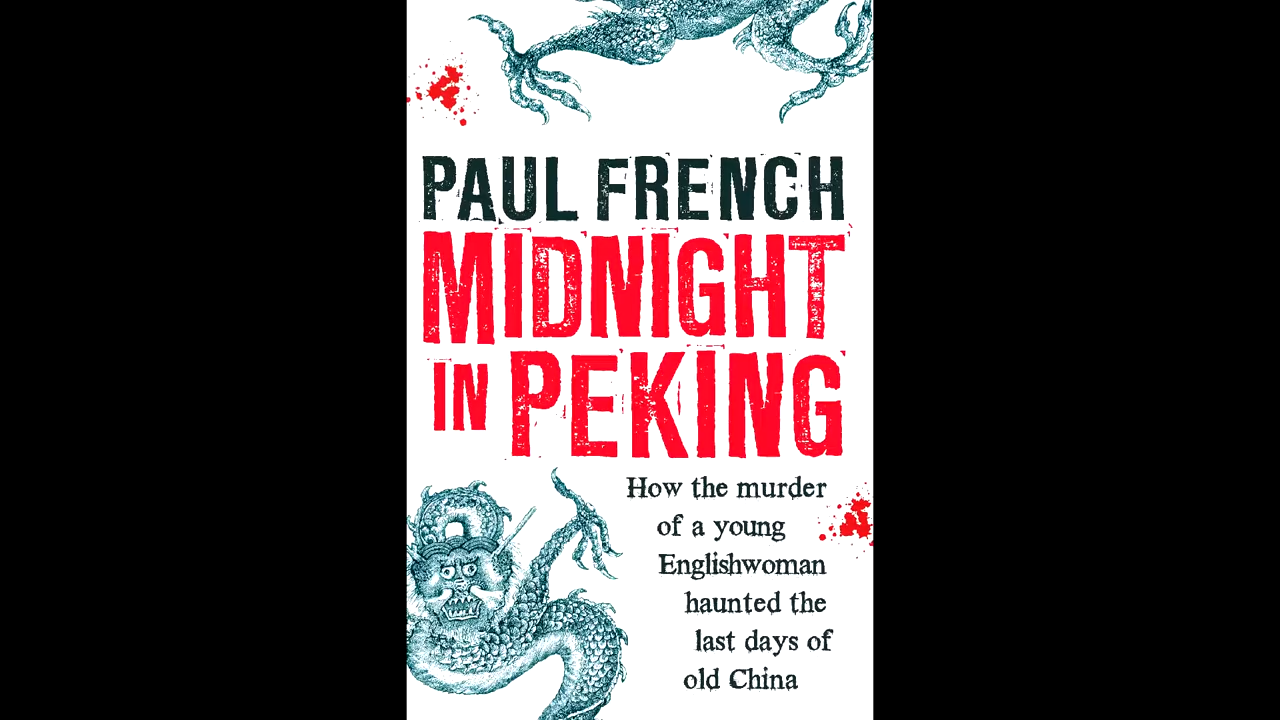 PAUL FRENCH
MIDNIGHT
IN PEKING
How the murder
of a young
Englishwoman
haunted the
last days of
old China